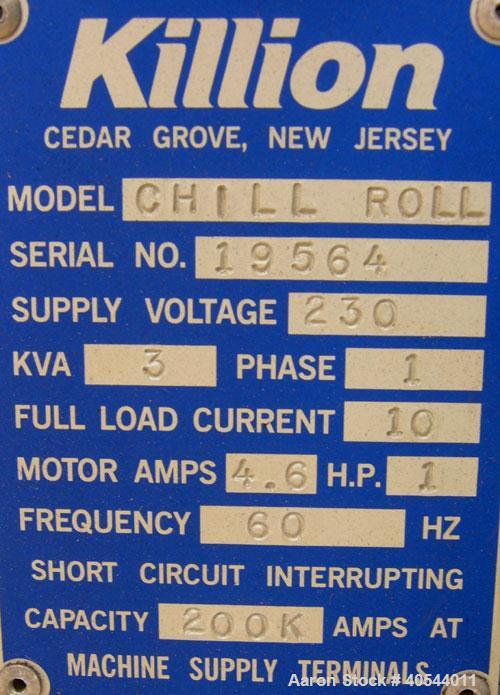 Killion
CEDAR GROVE, NEW JERSEY
MODEL CHILL ROLL
SERIAL NO. 19564
SUPPLY VOLTAGE 230
KVA 3 PHASE 1
FULL LOAD CURRENT 10
MOTOR AMPS 4.6 H.P. 1
FREQUENCY 60 HZ
SHORT CIRCUIT INTERRUPTING
CAPACITY 200K AMPS AT
MACHINE SUPPLY TERMINALS
Aaron Stock# 40544011